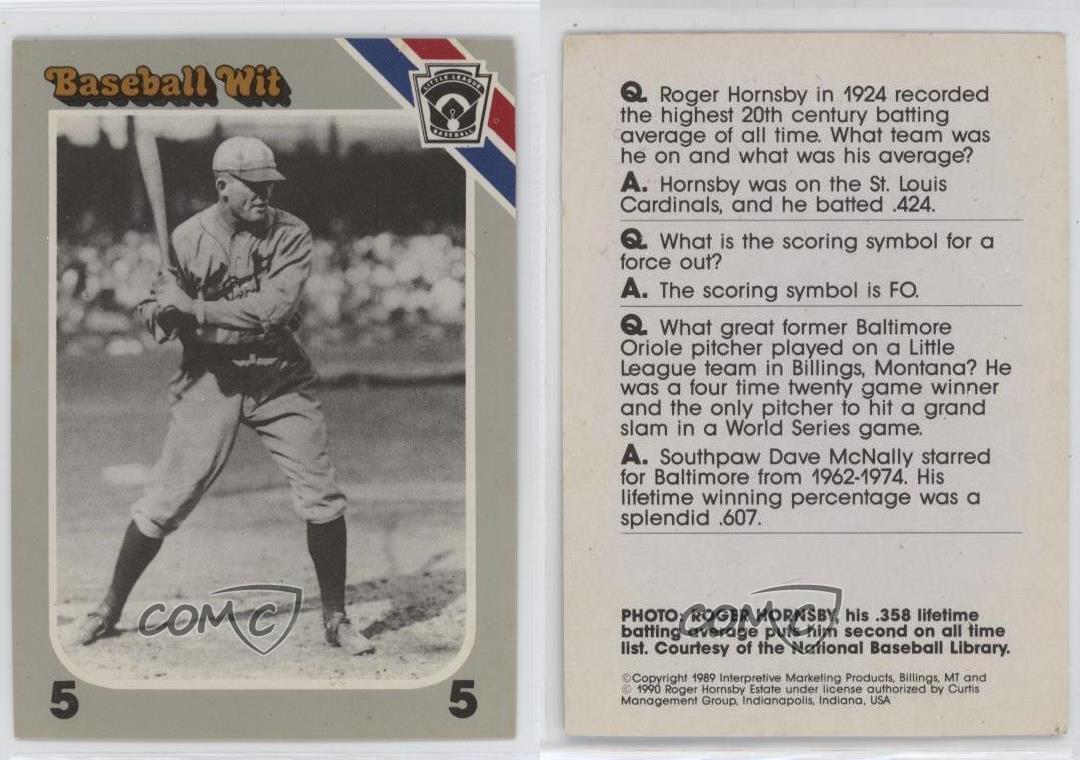 Baseball Wit
LITTLE LEAGUE
BASEBALL
COMC
5
5
Q. Roger Hornsby in 1924 recorded
the highest 20th century batting
average of all time. What team was
he on and what was his average?
A. Hornsby was on the St. Louis
Cardinals, and he batted .424.
Q. What is the scoring symbol for a
force out?
A. The scoring symbol is FO.
Q. What great former Baltimore
Oriole pitcher played on a Little
League team in Billings, Montana? He
was a four time twenty game winner
and the only pitcher to hit a grand
slam in a World Series game.
A. Southpaw Dave McNally starred
for Baltimore from 1962-1974. His
lifetime winning percentage was a
splendid .607.
COMC
PHOTO: ROGER HORNSBY, his .358 lifetime
batting average puts him second on all time
list. Courtesy of the National Baseball Library.
©Copyright 1989 Interpretive Marketing Products, Billings, MT and
© 1990 Roger Hornsby Estate under license authorized by Curtis
Management Group, Indianapolis, Indiana, USA